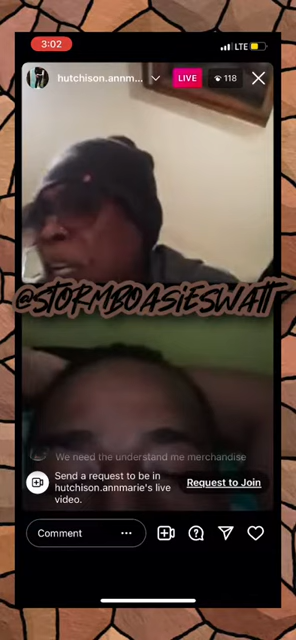 3:02
LTE
hutchison.annm...
LIVE
118
@STORMBOASIESWATT
We need the understand me merchandise
Send a request to be in
hutchison.annmarie's live
video.
Request to Join
Comment